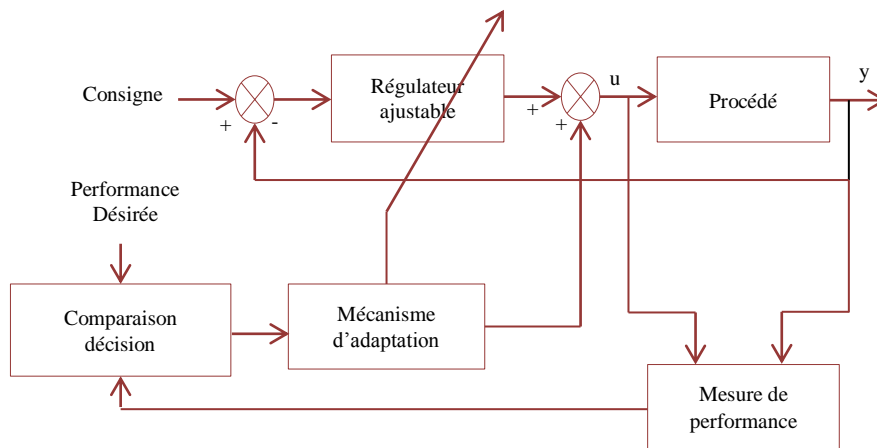 Consigne
+
-
Régulateur
ajustable
+
+
u
Procédé
y
Performance
Désirée
Comparaison
décision
Mécanisme
d’adaptation
Mesure de
performance